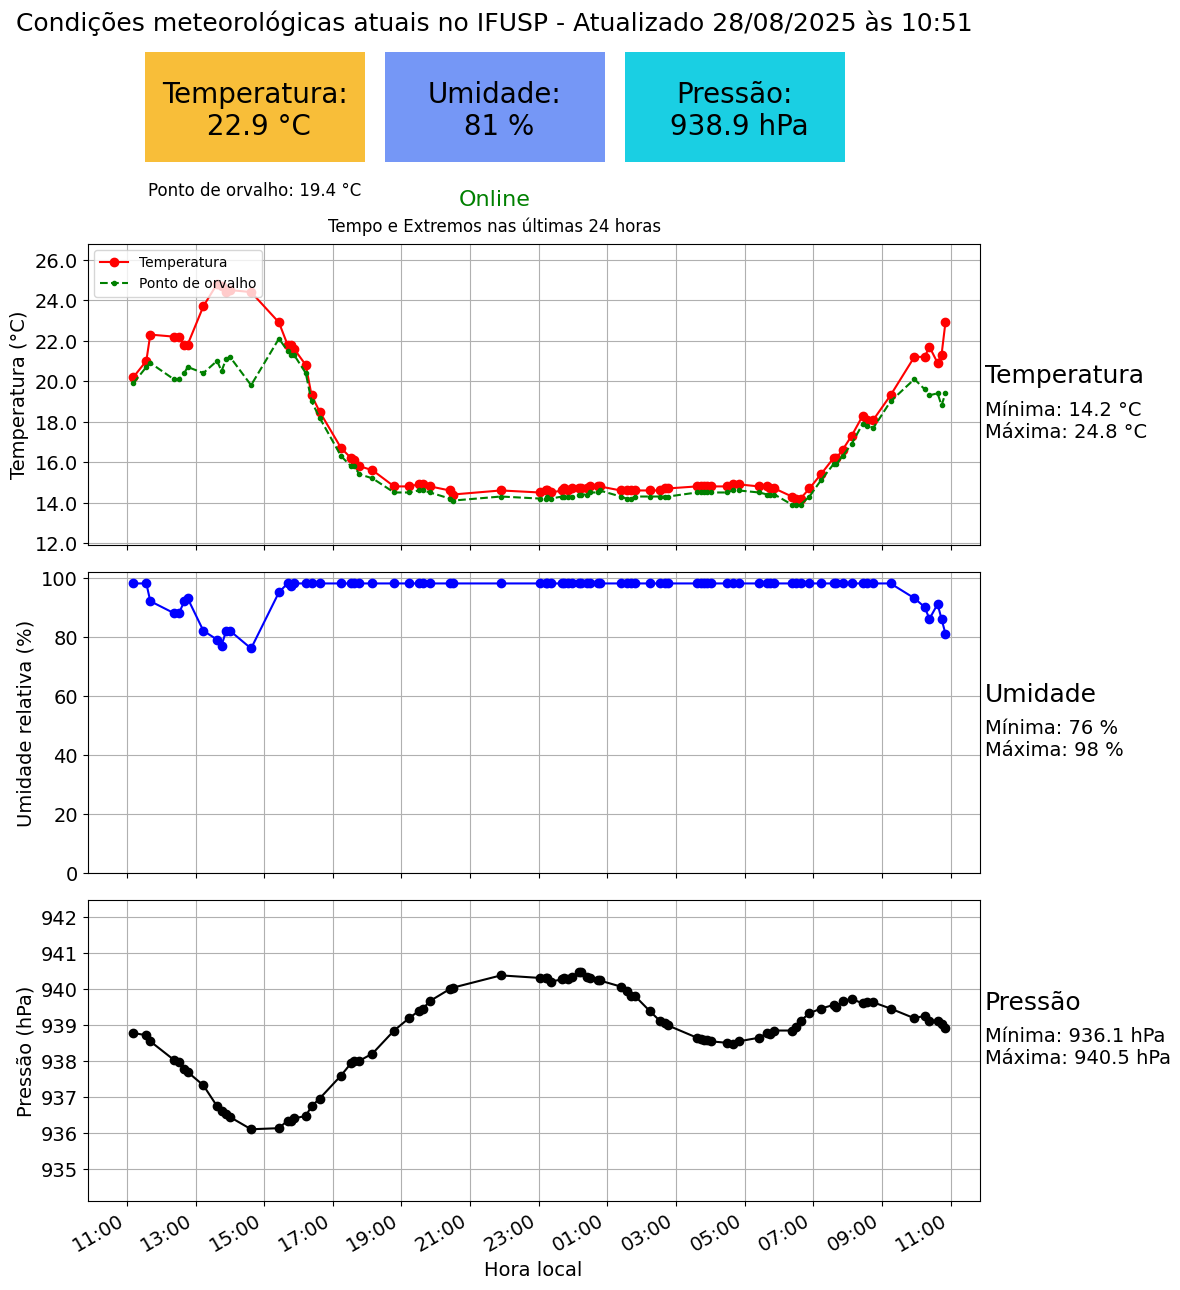 Condições meteorológicas atuais no IFUSP - Atualizado 28/08/2025 às 10:51
Temperatura:
22.9 °C
Umidade:
81 %
Pressão:
938.9 hPa
Ponto de orvalho: 19.4 °C
Online
Tempo e Extremos nas últimas 24 horas
Temperatura
Ponto de orvalho
Temperatura (°C)
26.0
24.0
22.0
20.0
18.0
16.0
14.0
12.0
Temperatura
Mínima: 14.2 °C
Máxima: 24.8 °C
Umidade relativa (%)
100
80
60
40
20
0
Umidade
Mínima: 76 %
Máxima: 98 %
Pressão (hPa)
942
941
940
939
938
937
936
935
Pressão
Mínima: 936.1 hPa
Máxima: 940.5 hPa
11:00 13:00 15:00 17:00 19:00 21:00 23:00 01:00 03:00 05:00 07:00 09:00 11:00
Hora local